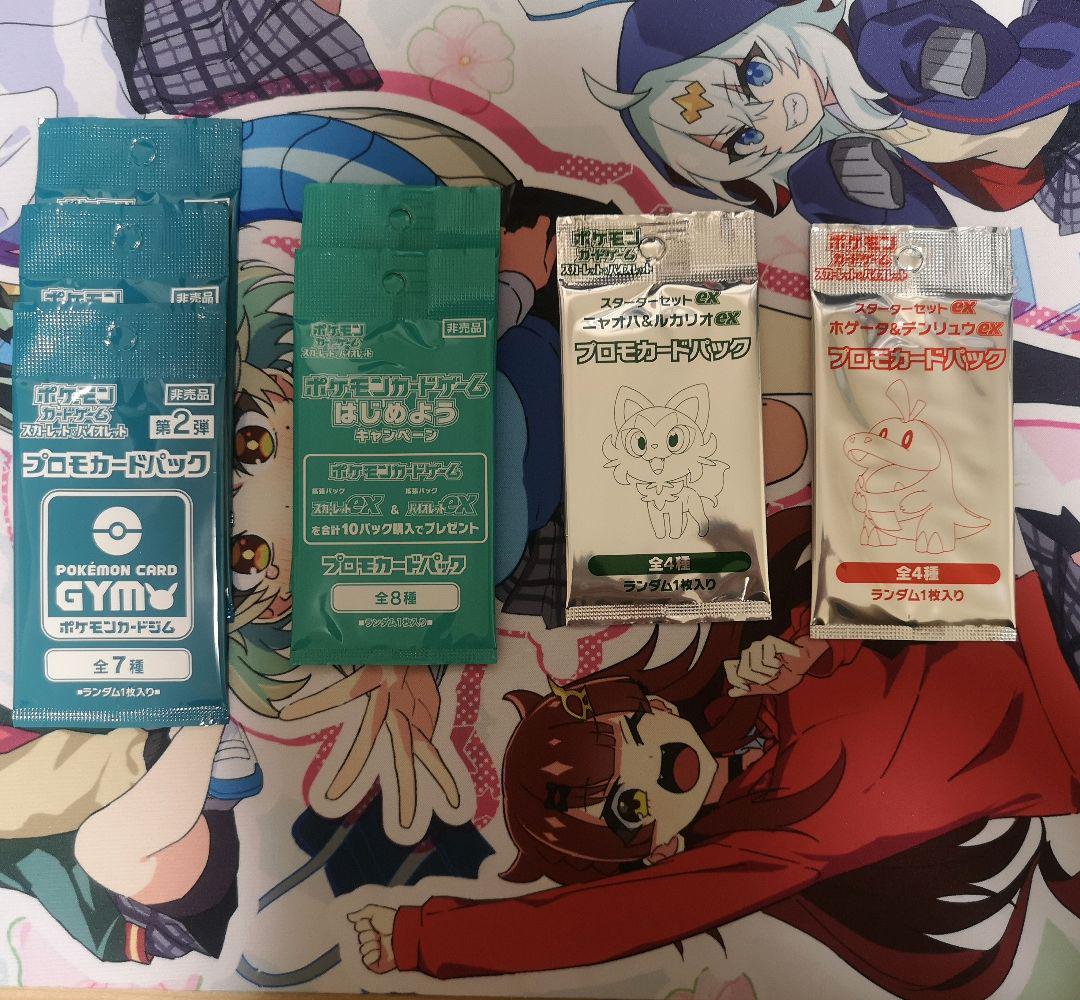 ポケモン
非売品
ポケモン
カードゲーム
スカーレット&バイオレット
非売品
第2弾
プロモカードパック
POKÉMON CARD
GYM
ポケモンカードジム
全7種
■ランダム1枚入り■
ポケモン
カードゲーム
スカーレット&バイオレット
非売品
ポケモンカードゲーム
はじめよう
キャンペーン
ポケモンカードゲーム
拡張パック
スカーレットex
&
拡張パック
バイオレットex
を合計10パック購入でプレゼント
プロモカードパック
全8種
■ランダム1枚入り■
ポケモン
カードゲーム
スカーレット&バイオレット
スターターセットex
ニャオハ&ルカリオex
プロモカードパック
全4種
ランダム1枚入り
ポケモン
カードゲーム
スカーレット&バイオレット
スターターセットex
ホゲータ&デンリュウex
プロモカードパック
全4種
ランダム1枚入り